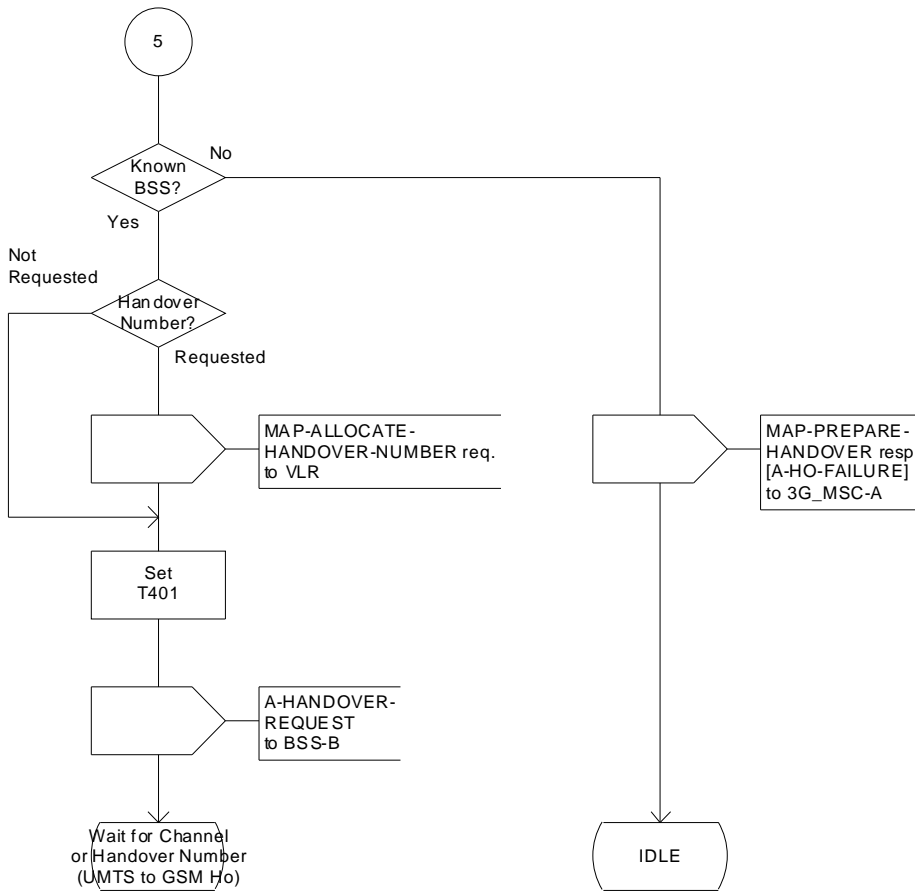 5
Known
BSS?
No
Yes
Not
Requested
Handover
Number?
Requested
MAP-ALLOCATE-
HANDOVER-NUMBER req.
to VLR
MAP-PREPARE-
HANDOVER resp
[A-HO-FAILURE]
to 3G_MSC-A
Set
T401
A-HANDOVER-
REQUEST
to BSS-B
Wait for Channel
or Handover Number
(UMTS to GSM Ho)
IDLE